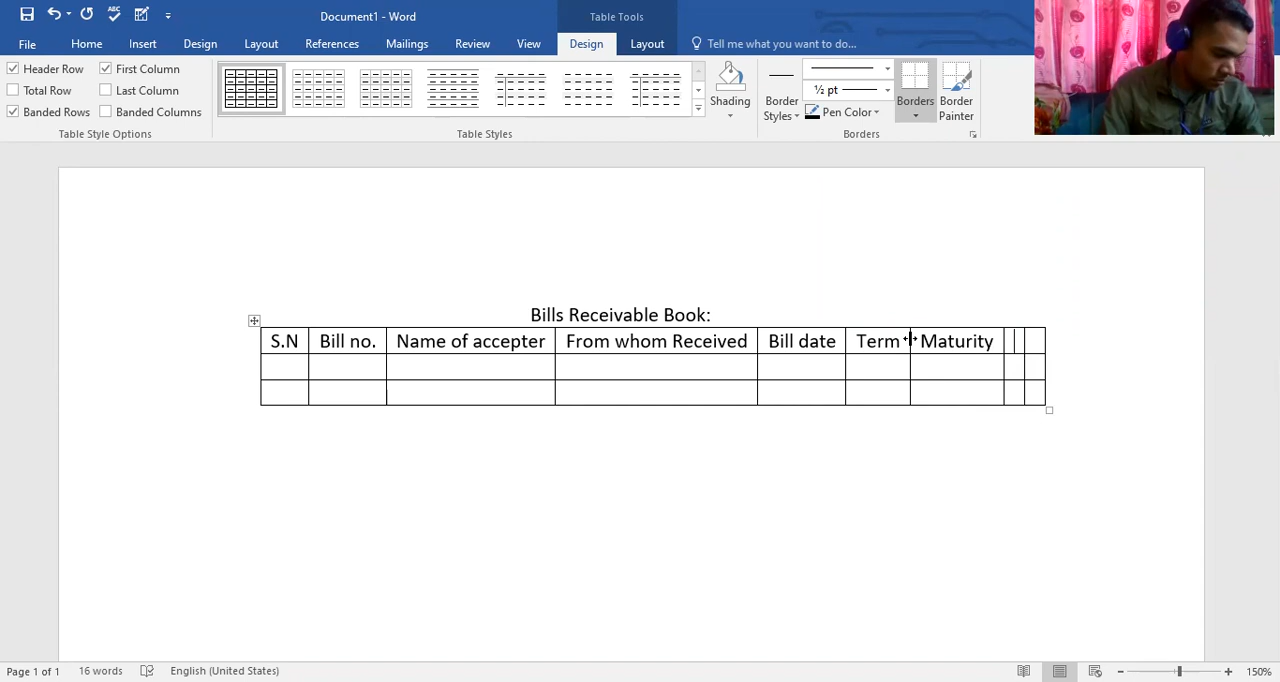 Document1 - Word
Table Tools
File
Home
Insert
Design
Layout
References
Mailings
Review
View
Design
Layout
Tell me what you want to do...
Header Row
First Column
Total Row
Last Column
Banded Rows
Banded Columns
Table Style Options
Table Styles
Shading
Border Styles
½ pt
Pen Color
Borders
Border Painter
Borders
Bills Receivable Book:
S.N Bill no. Name of accepter From whom Received Bill date Term Maturity
Page 1 of 1 16 words English (United States) 150%